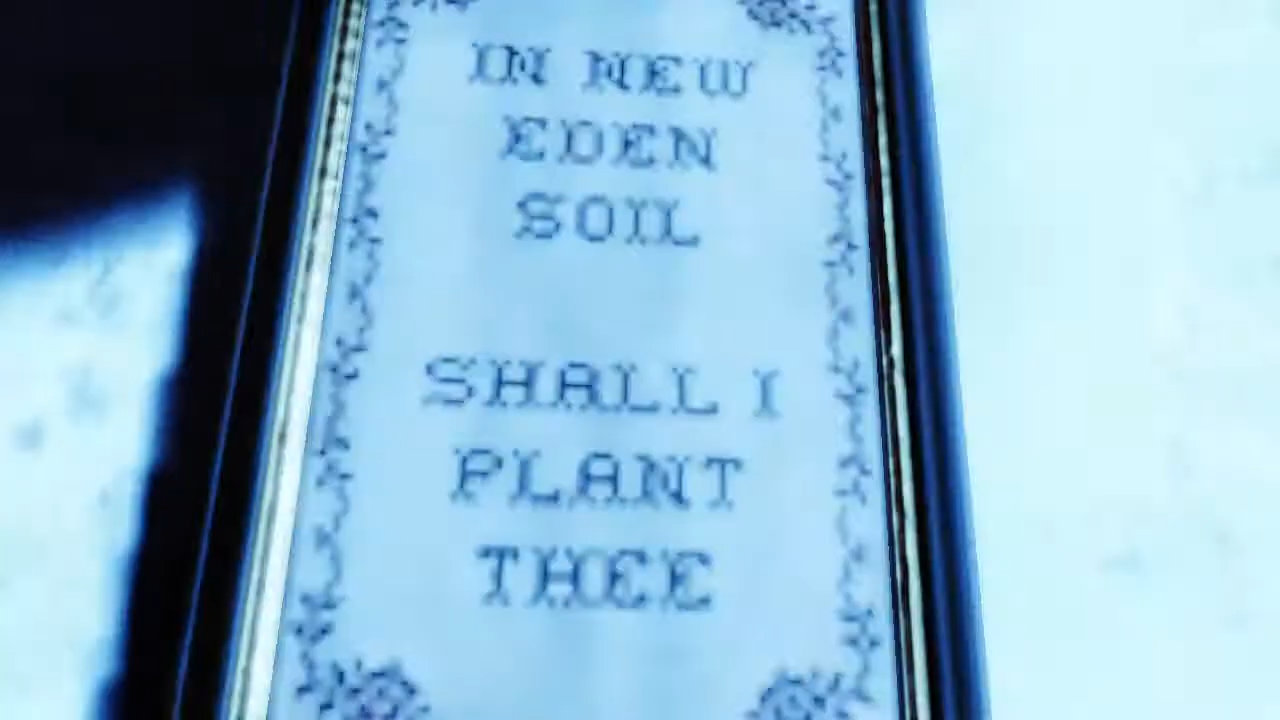 IN NEW
EDEN
SOIL
SHALL I
PLANT
THEE